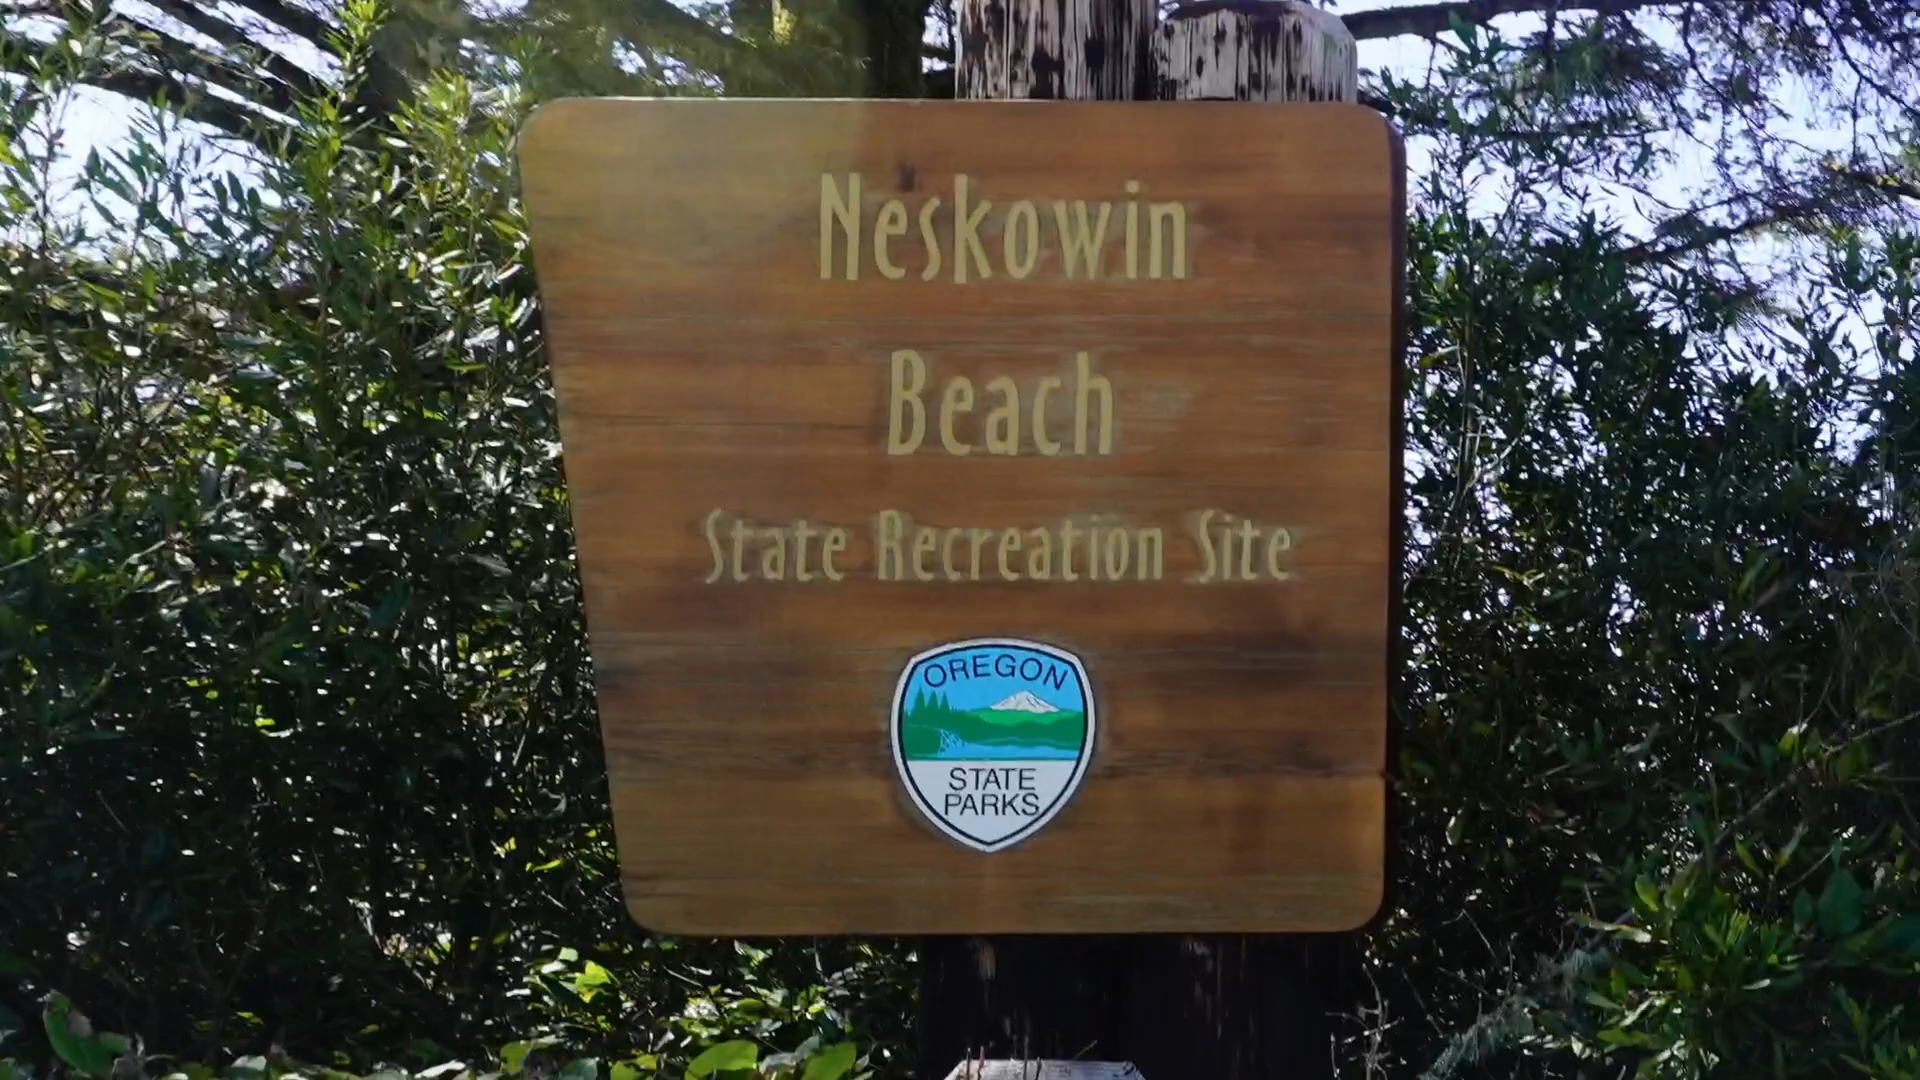 Neskowin
Beach
State Recreation Site
OREGON
STATE
PARKS